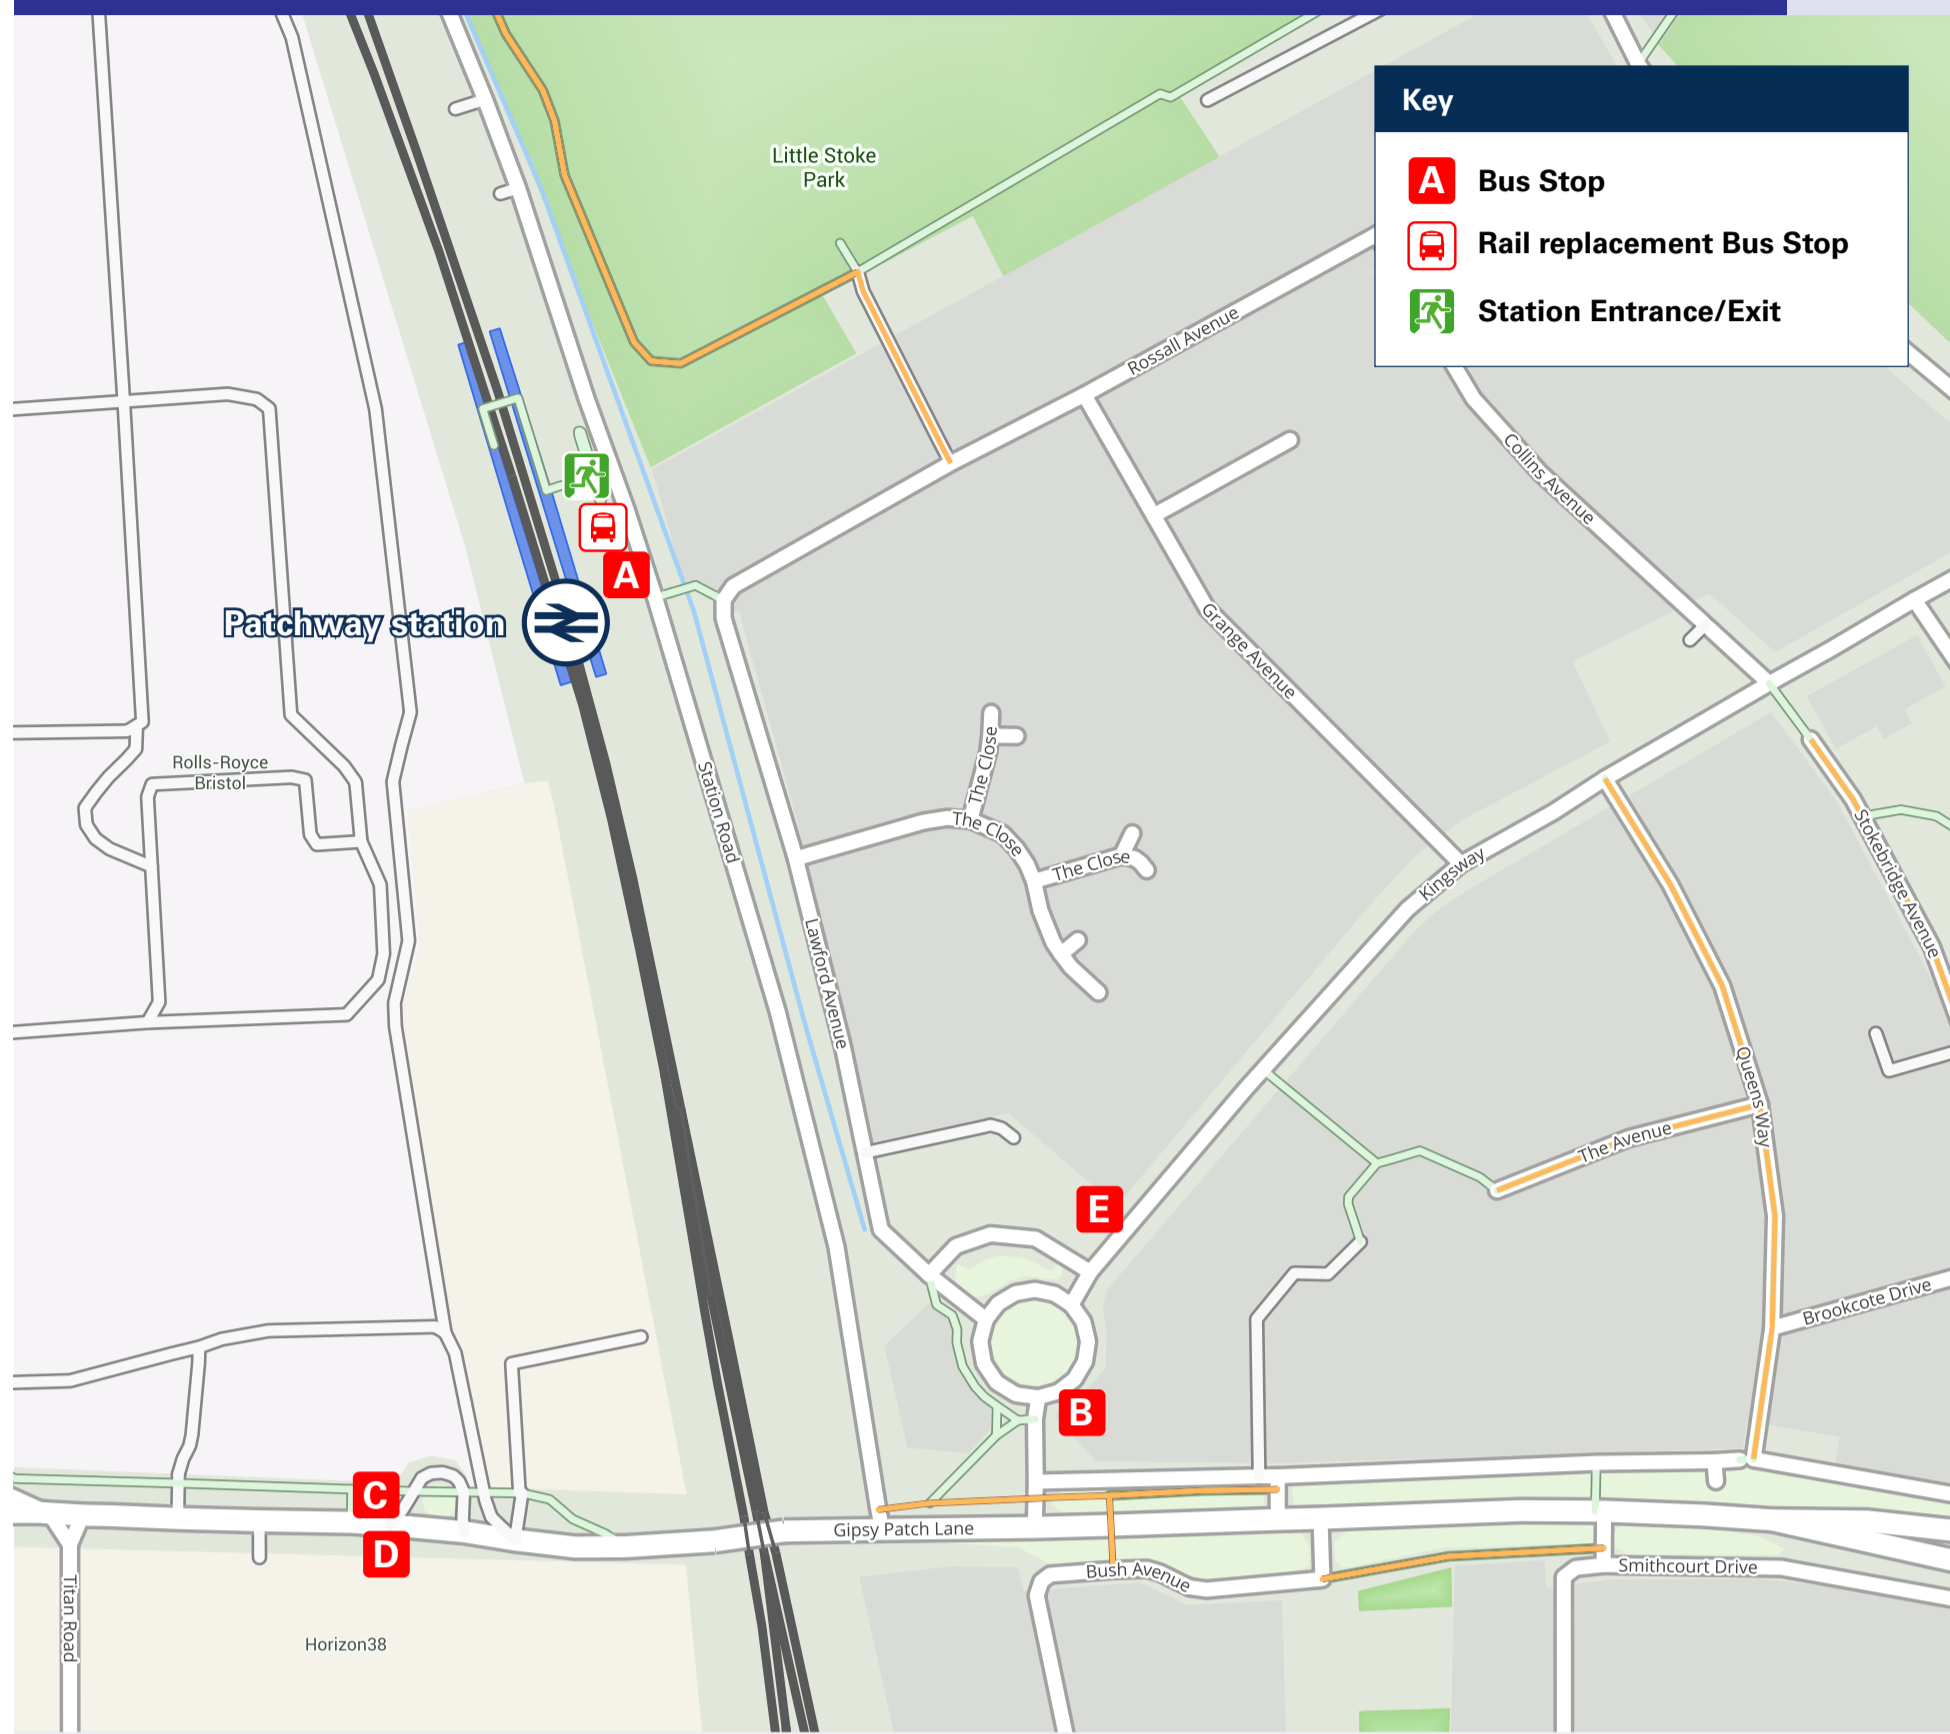 Key
A Bus Stop
Rail replacement Bus Stop
Station Entrance/Exit
Little Stoke
Park
Rossall Avenue
Collins Avenue
A
Patchway station
Grange Avenue
Rolls-Royce
Bristol
Station Road
The Close
The Close
The Close
Kingsway
Stokebridge Avenue
Lawford Avenue
Queens Way
The Avenue
E
Brookcote Drive
B
C
D
Gipsy Patch Lane
Bush Avenue
Smithcourt Drive
Titan Road
Horizon38